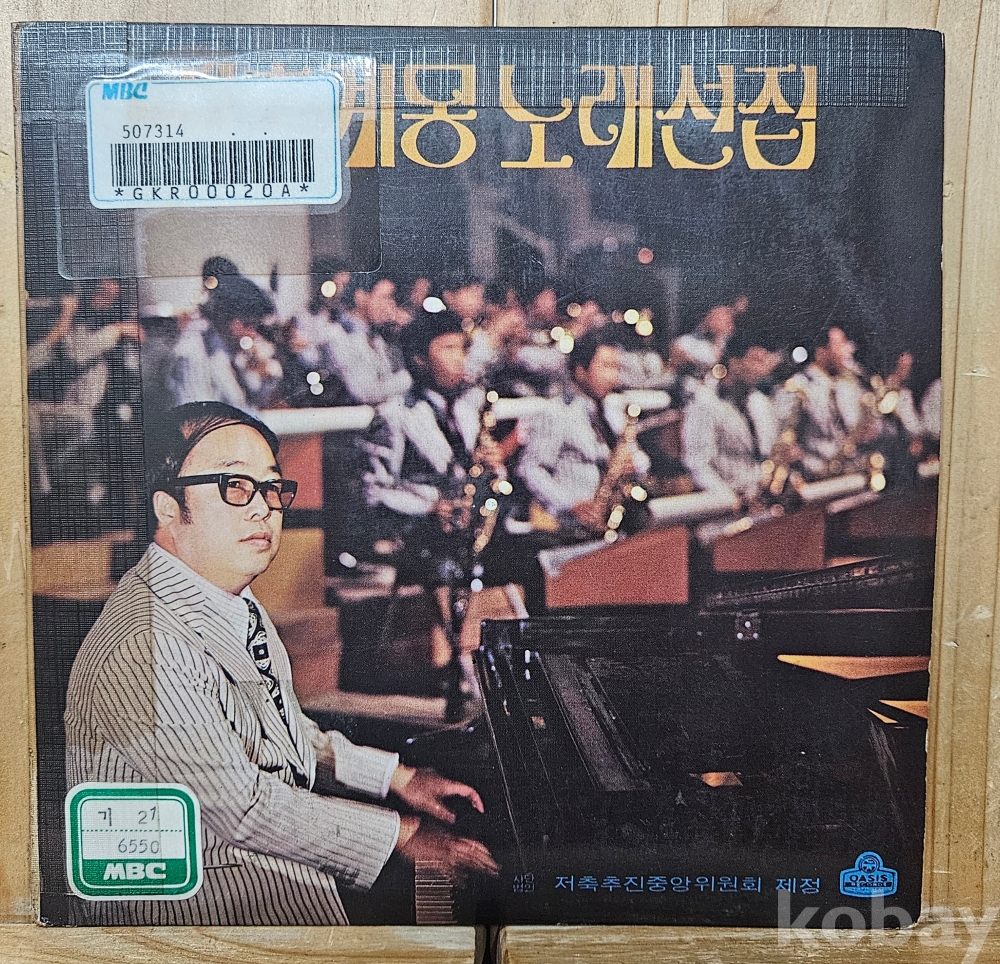 계몽 노래선집
MBC
507314 . .
*GKR00020A*
기 21
6550
MBC
사단
법인 저축추진중앙위원회 제정
OASIS
RECORDS
kobay